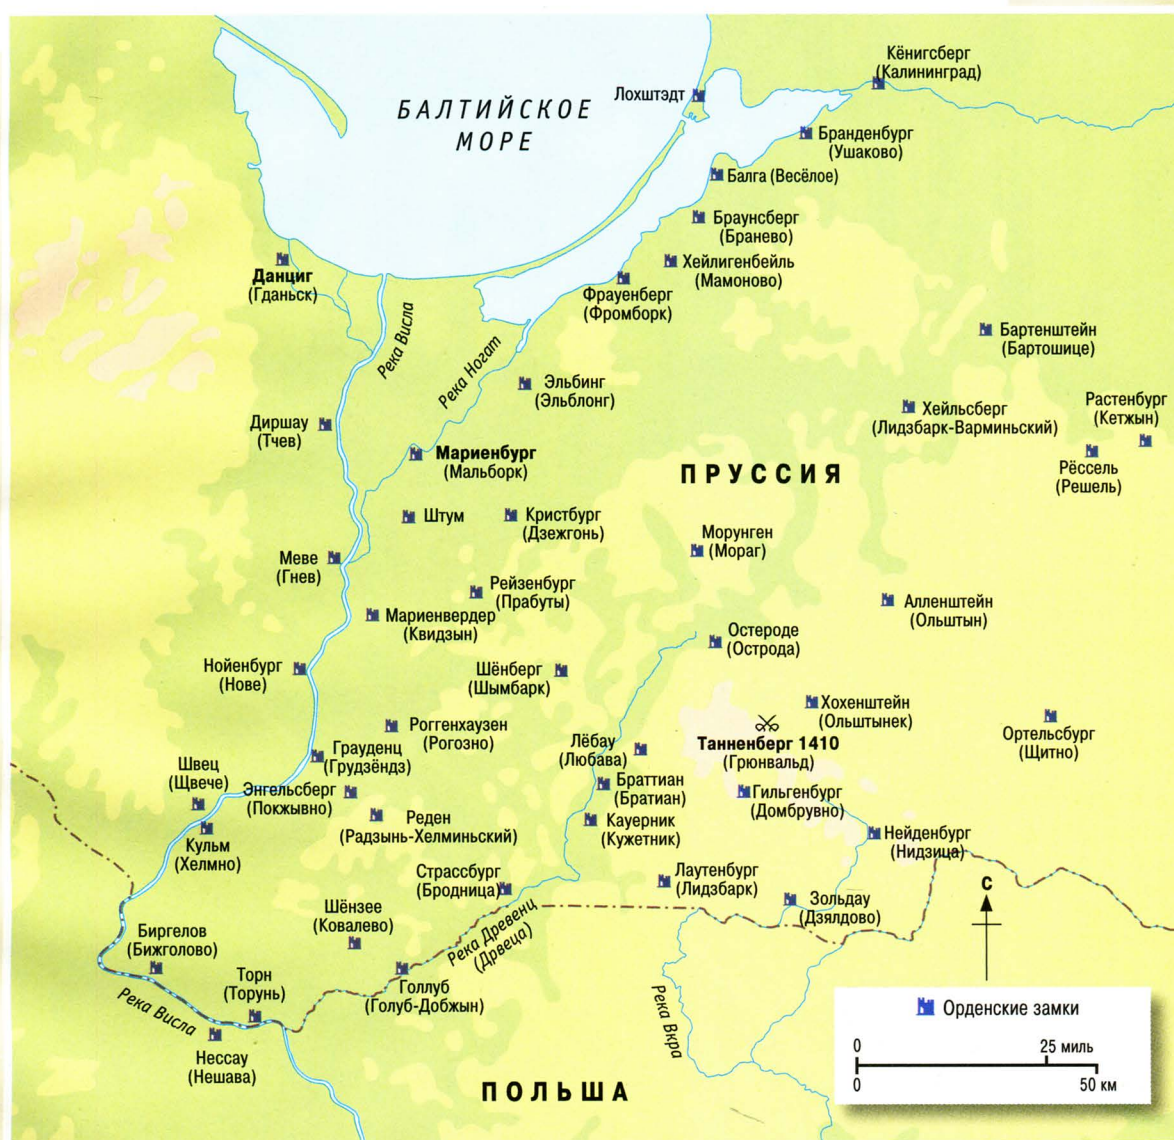 Кёнигсберг
(Калининград)
Лохштэдт
БАЛТИЙСКОЕ
МОРЕ
Бранденбург
(Ушаково)
Балга (Весёлое)
Браунсберг
(Бранево)
Хейлигенбейль
(Мамоново)
Данциг
(Гданьск)
Фрауенберг
(Фромборк)
Река Висла
Река Ногат
Бартенштейн
(Бартошице)
Эльбинг
(Эльблонг)
Растенбург
(Кетжын)
Хейльсберг
(Лидзбарк-Варминьский)
Диршау
(Тчев)
Мариенбург
(Мальборк)
ПРУССИЯ
Рёссель
(Решель)
Штум
Кристбург
(Дзежгонь)
Морунген
(Мораг)
Меве
(Гнев)
Рейзенбург
(Прабуты)
Мариенвердер
(Квидзын)
Алленштейн
(Ольштын)
Остероде
(Острода)
Нойенбург
(Нове)
Шёнберг
(Шымбарк)
Хохенштейн
(Ольштынек)
Роггенхаузен
(Рогозно)
Ортельсбург
(Щитно)
Грауденц
(Грудзёндз)
Лёбау
(Любава)
Танненберг 1410
(Грюнвальд)
Швец
(Щвече)
Энгельсберг
(Покжывно)
Браттиан
(Братиан)
Гильгенбург
(Домбрувно)
Реден
(Радзынь-Хелминьский)
Кауерник
(Кужетник)
Нейденбург
(Нидзица)
Кульм
(Хелмно)
Страссбург
(Бродница)
Лаутенбург
(Лидзбарк)
С
Шёнзее
(Ковалево)
Зольдау
(Дзялдово)
Биргелов
(Бижголово)
Река Древенц
(Дрвеца)
Торн
(Торунь)
Голлуб
(Голуб-Добжын)
Река Висла
Река Вкра
Орденские замки
Нессау
(Нешава)
0
25 миль
0
50 км
ПОЛЬША